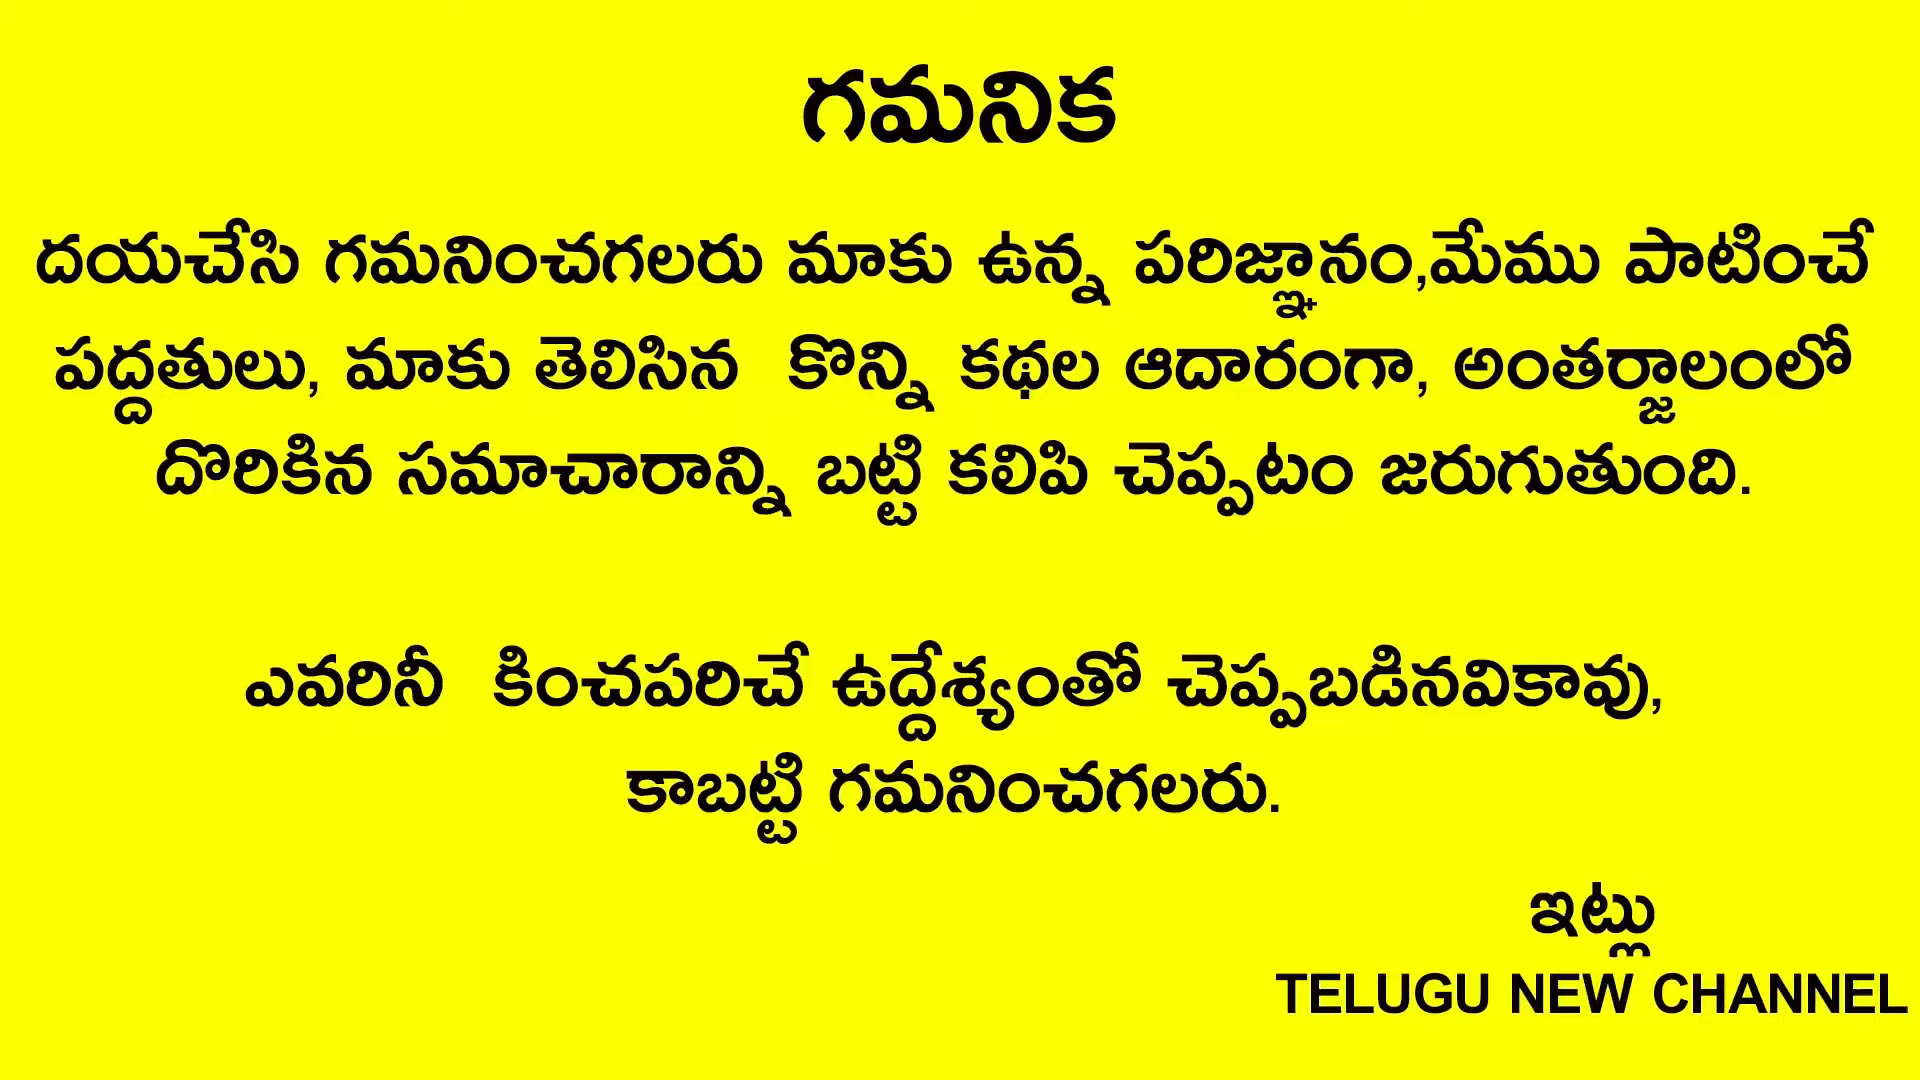 గమనిక
దయచేసి గమనించగలరు మాకు ఉన్న పరిజ్ఞానం,మేము పాటించే
పద్దతులు, మాకు తెలిసిన కొన్ని కథల ఆదారంగా, అంతర్జాలంలో
దొరికిన సమాచారాన్ని బట్టి కలిపి చెప్పటం జరుగుతుంది.
ఎవరినీ కించపరిచే ఉద్దేశ్యంతో చెప్పబడినవికావు,
కాబట్టి గమనించగలరు.
ఇట్లు
TELUGU NEW CHANNEL